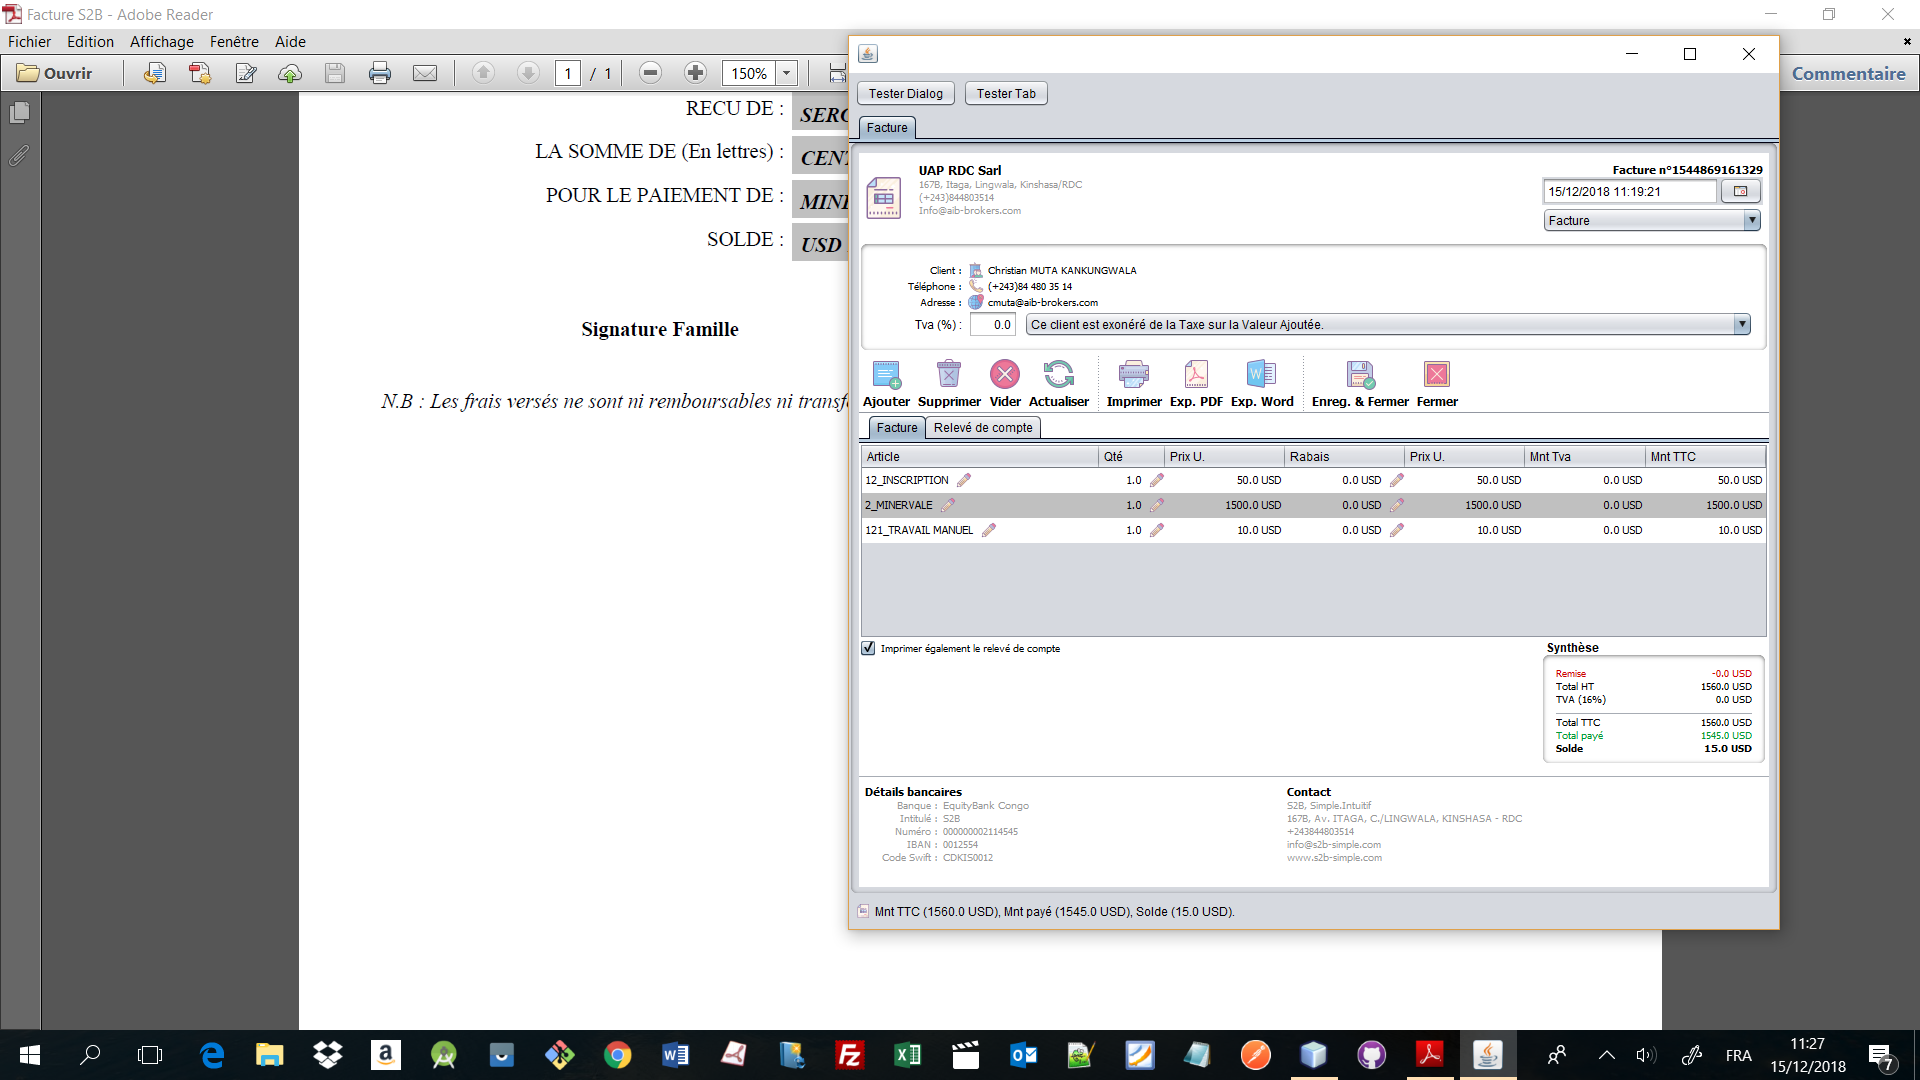 Facture S2B - Adobe Reader
Fichier Edition Affichage Fenêtre Aide
Ouvrir
1 / 1
150%
Commentaire
RECU DE :
LA SOMME DE (En lettres) :
CENT
POUR LE PAIEMENT DE :
SOLDE :
USD
Signature Famille
N.B : Les frais versés ne sont ni remboursables ni
Tester Dialog Tester Tab
Facture
UAP RDC Sarl
167B, Itaga, Lingwala, Kinshasa/RDC
(+243)844803514
Info@aib-brokers.com
Facture n°1544869161329
15/12/2018 11:19:21
Facture
Client : Christian MUTA KANKUNGWALA
Téléphone : (+243)84 480 35 14
Adresse : cmuta@aib-brokers.com
Tva (%) : 0.0 Ce client est exonéré de la Taxe sur la Valeur Ajoutée.
Ajouter Supprimer Vider Actualiser Imprimer Exp. PDF Exp. Word Enreg. & Fermer Fermer
Facture Relevé de compte
Article Qté Prix U. Rabais Prix U. Mnt Tva Mnt TTC
12_INSCRIPTION 1.0 50.0 USD 0.0 USD 50.0 USD 0.0 USD 50.0 USD
2_MINERVALE 1.0 1500.0 USD 0.0 USD 1500.0 USD 0.0 USD 1500.0 USD
121_TRAVAIL MANUEL 1.0 10.0 USD 0.0 USD 10.0 USD 0.0 USD 10.0 USD
Imprimer également le relevé de compte
Synthèse
Remise -0.0 USD
Total HT 1560.0 USD
TVA (16%) 0.0 USD
Total TTC 1560.0 USD
Total payé 1545.0 USD
Solde 15.0 USD
Détails bancaires
Banque : EquityBank Congo
Intitulé : S2B
Numéro : 000000002114545
IBAN : 0012554
Code Swift : CDKIS0012
Contact
S2B, Simple.Intuitif
167B, Av. ITAGA, C./LINGWALA, KINSHASA - RDC
+243844803514
info@s2b-simple.com
www.s2b-simple.com
Mnt TTC (1560.0 USD), Mnt payé (1545.0 USD), Solde (15.0 USD).
FRA
11:27
15/12/2018
7